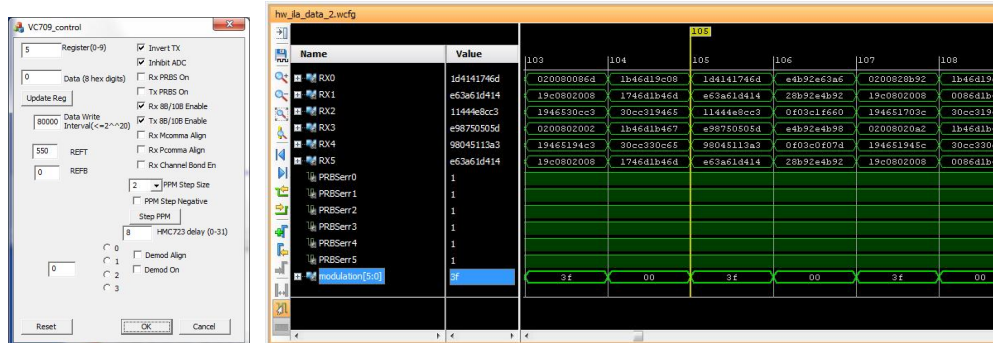 VC709_control
5 Register(0-9)
0 Data (8 hex digits)
Update Reg
80000 Data Write Interval(<=2^^20)
550 REFT
0 REFB
Invert TX
Inhibit ADC
Rx PRBS On
Tx PRBS On
Rx 8B/10B Enable
Tx 8B/10B Enable
Rx Mcomma Align
Rx Pcomma Align
Rx Channel Bond En
2 PPM Step Size
PPM Step Negative
Step PPM
8 HMC723 delay (0-31)
0
1
2
3
0
Demod Align
Demod On
Reset OK Cancel
hw_ila_data_2.wcfg
105
Name Value 103 104 105 106 107 108
RX0 1d4141746d 020080086d 1b46d19c08 1d4141746d e4b92e63a6 0200828b92 1b46d19
RX1 e63a61d414 19c0802008 1746d1b46d e63a61d414 28b92e4b92 19c0802008 0086d1b
RX2 11444e8cc3 1946530cc3 30cc319465 11444e8cc3 0f03c1f660 194651703c 30cc319
RX3 e98750505d 0200802002 1b46d1b467 e98750505d e4b92e4b98 02008020a2 1b46d1b
RX4 98045113a3 19465194c3 30cc330c65 98045113a3 0f03c0f07d 194651945c 30cc330
RX5 e63a61d414 19c0802008 1746d1b46d e63a61d414 28b92e4b92 19c0802008 0086d1b
PRBSerr0 1
PRBSerr1 1
PRBSerr2 1
PRBSerr3 1
PRBSerr4 1
PRBSerr5 1
modulation[5:0] 3f 3f 00 3f 00 3f 00